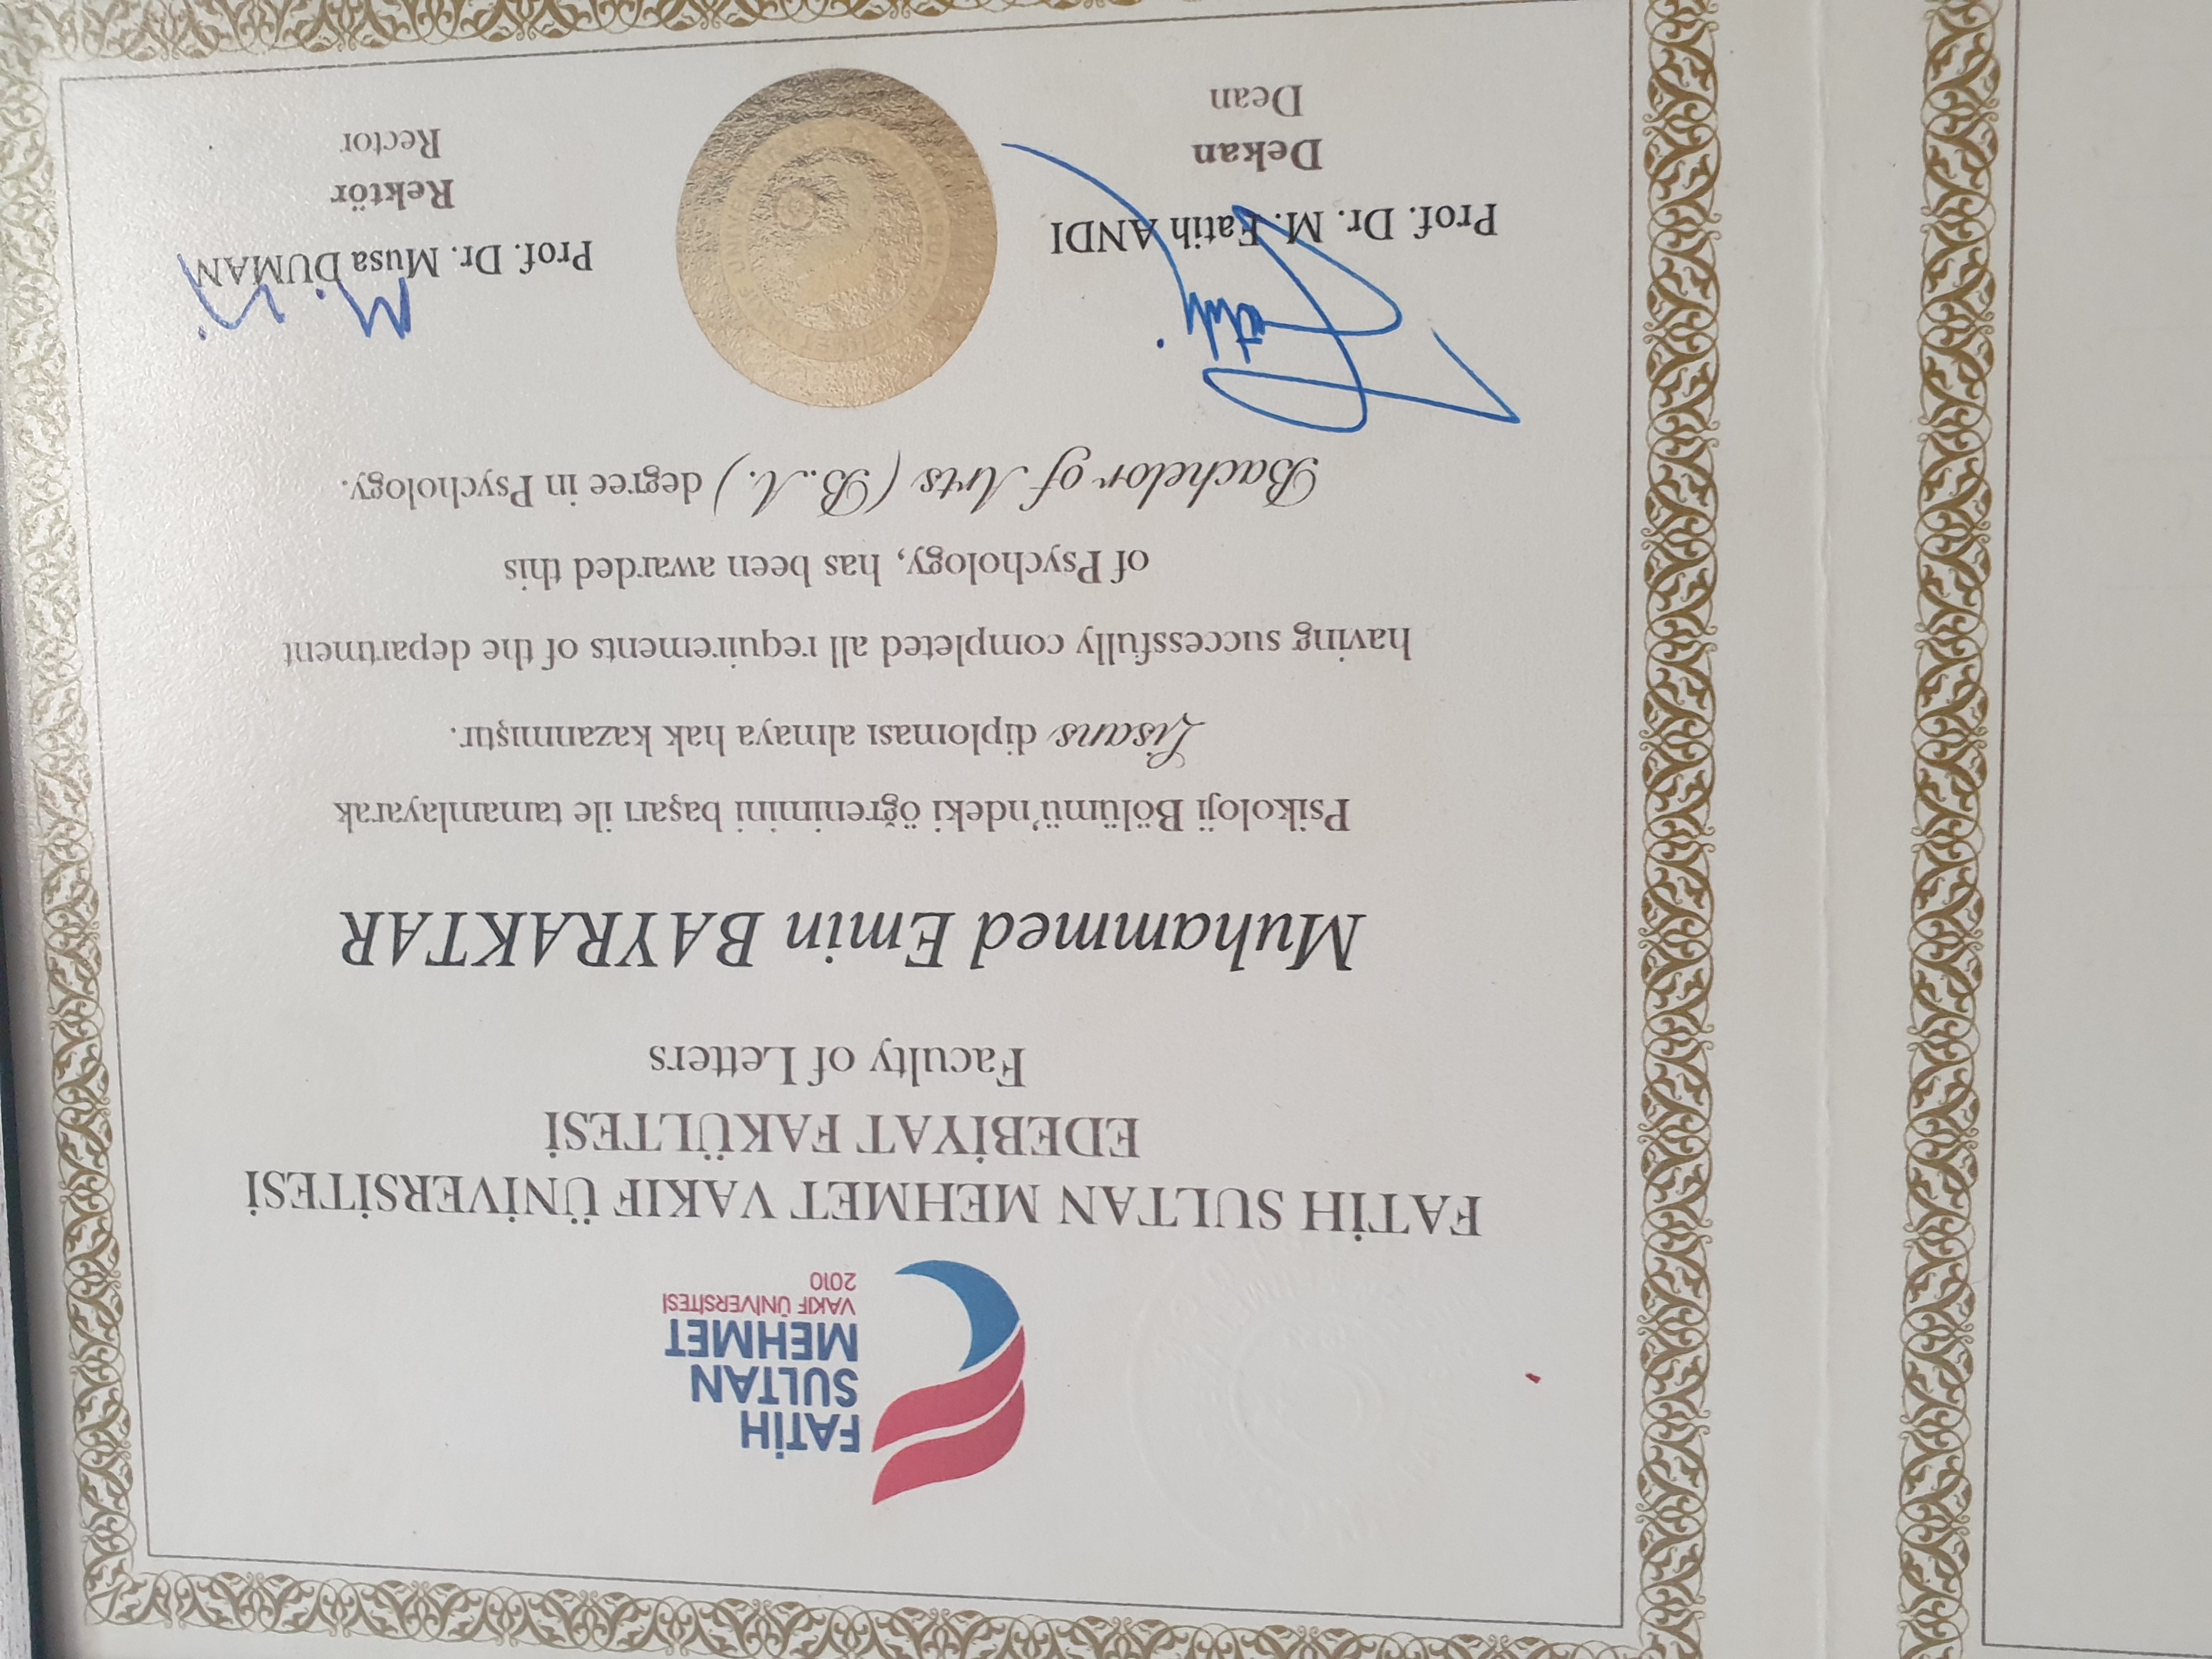 FATİH
SULTAN
MEHMET
VAKIF ÜNİVERSİTESİ
2010
FATİH SULTAN MEHMET VAKIF ÜNİVERSİTESİ
EDEBİYAT FAKÜLTESİ
Faculty of Letters
Muhammed Emin BAYRAKTAR
Psikoloji Bölümü'ndeki öğrenimini başarı ile tamamlayarak
Lisans diploması almaya hak kazanmıştır.
having successfully completed all requirements of the department
of Psychology, has been awarded this
Bachelor of Arts (B.A.) degree in Psychology.
Prof. Dr. M. Fatih ANDI
Dekan
Dean
Prof. Dr. Musa DUMAN
Rektör
Rector